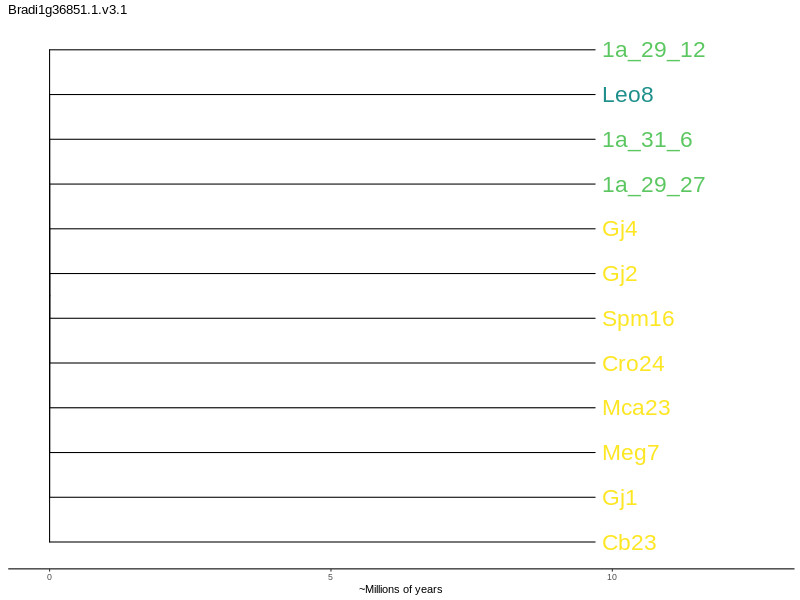 Bradi1g36851.1.v3.1
1a_29_12
Leo8
1a_31_6
1a_29_27
Gj4
Gj2
Spm16
Cro24
Mca23
Meg7
Gj1
Cb23
0 5 10
~Millions of years